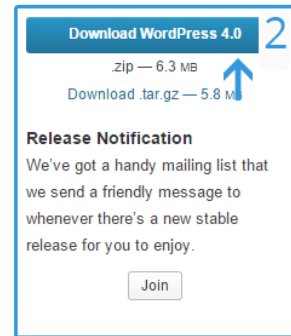 Download WordPress 4.0
2
.zip — 6.3 MB
Download .tar.gz — 5.8 MB
Release Notification
We've got a handy mailing list that
we send a friendly message to
whenever there's a new stable
release for you to enjoy.
Join